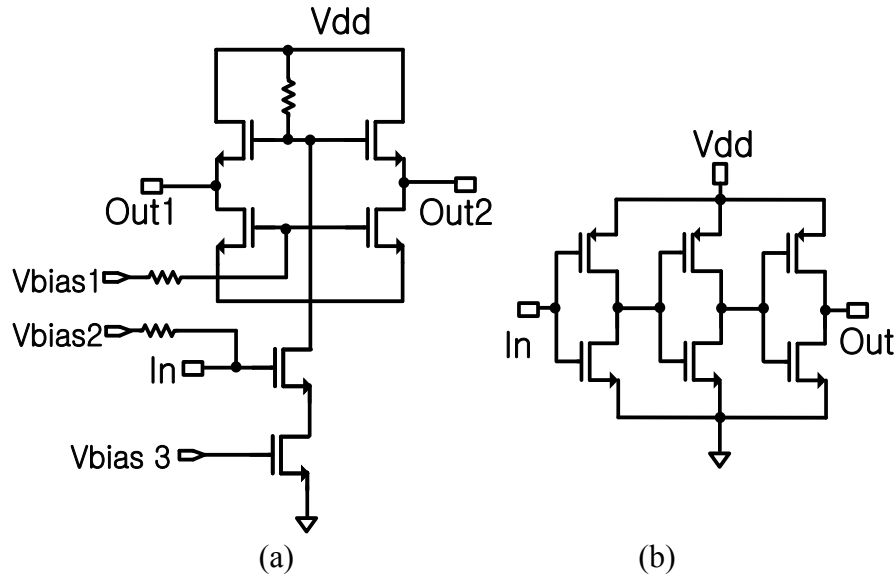 Vdd
Out1
Out2
Vbias1
Vbias2
In
Vbias 3
(a)
Vdd
In
Out
(b)